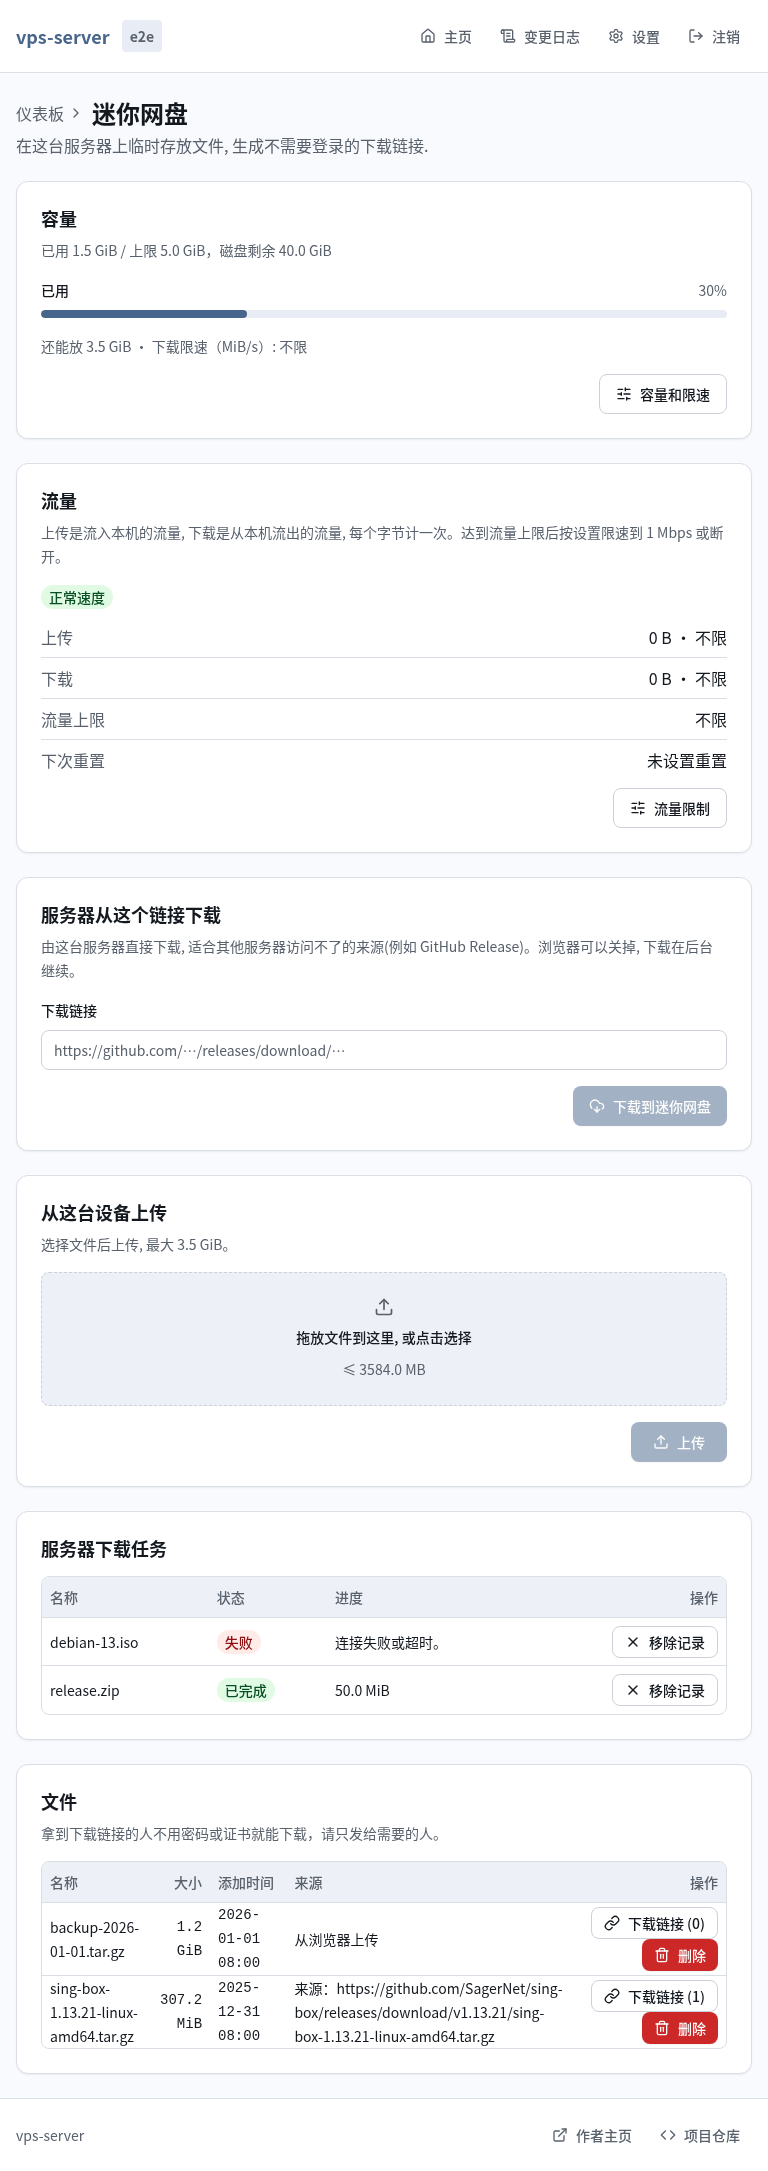 vps-server e2e 主页 变更日志 设置 注销
仪表板 > 迷你网盘
在这台服务器上临时存放文件, 生成不需要登录的下载链接.
容量
已用 1.5 GiB / 上限 5.0 GiB，磁盘剩余 40.0 GiB
已用 30%
还能放 3.5 GiB · 下载限速（MiB/s）: 不限
容量和限速
流量
上传是流入本机的流量, 下载是从本机流出的流量, 每个字节计一次。达到流量上限后按设置限速到 1 Mbps 或断
开。
正常速度
上传 0 B · 不限
下载 0 B · 不限
流量上限 不限
下次重置 未设置重置
流量限制
服务器从这个链接下载
由这台服务器直接下载, 适合其他服务器访问不了的来源(例如 GitHub Release)。浏览器可以关掉, 下载在后台
继续。
下载链接
https://github.com/…/releases/download/…
下载到迷你网盘
从这台设备上传
选择文件后上传, 最大 3.5 GiB。
拖放文件到这里, 或点击选择
≤ 3584.0 MB
上传
服务器下载任务
名称 状态 进度 操作
debian-13.iso 失败 连接失败或超时。 移除记录
release.zip 已完成 50.0 MiB 移除记录
文件
拿到下载链接的人不用密码或证书就能下载，请只发给需要的人。
名称 大小 添加时间 来源 操作
backup-2026-
01-01.tar.gz
1.2
GiB
2026-
01-01
08:00
从浏览器上传
下载链接 (0)
删除
sing-box-
1.13.21-linux-
amd64.tar.gz
307.2
MiB
2025-
12-31
08:00
来源：https://github.com/SagerNet/sing-
box/releases/download/v1.13.21/sing-
box-1.13.21-linux-amd64.tar.gz
下载链接 (1)
删除
vps-server 作者主页 项目仓库